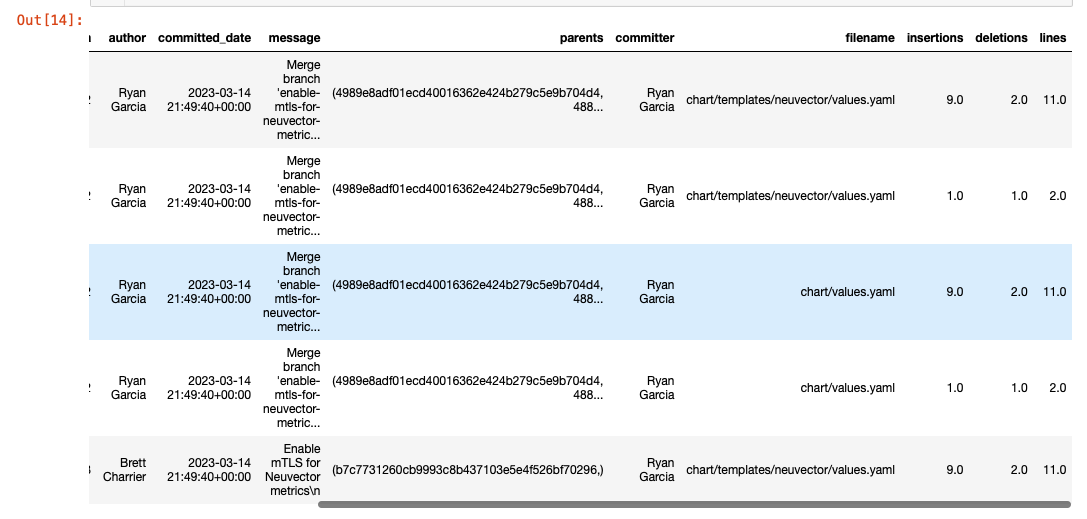 Out[14]:
author committed_date message parents committer filename insertions deletions lines
Merge
branch
Ryan 2023-03-14 'enable- (4989e8adf01ecd40016362e424b279c5e9b704d4, Ryan chart/templates/neuvector/values.yaml 9.0 2.0 11.0
Garcia 21:49:40+00:00 mtls-for- 488... Garcia
neuvector-
metric...
Merge
branch
Ryan 2023-03-14 'enable- (4989e8adf01ecd40016362e424b279c5e9b704d4, Ryan chart/templates/neuvector/values.yaml 1.0 1.0 2.0
Garcia 21:49:40+00:00 mtls-for- 488... Garcia
neuvector-
metric...
Merge
branch
Ryan 2023-03-14 'enable- (4989e8adf01ecd40016362e424b279c5e9b704d4, Ryan chart/values.yaml 9.0 2.0 11.0
Garcia 21:49:40+00:00 mtls-for- 488... Garcia
neuvector-
metric...
Merge
branch
Ryan 2023-03-14 'enable- (4989e8adf01ecd40016362e424b279c5e9b704d4, Ryan chart/values.yaml 1.0 1.0 2.0
Garcia 21:49:40+00:00 mtls-for- 488... Garcia
neuvector-
metric...
Enable
Brett 2023-03-14 mTLS for (b7c7731260cb9993c8b437103e5e4f526bf70296,) Ryan chart/templates/neuvector/values.yaml 9.0 2.0 11.0
Charrier 21:49:40+00:00 Neuvector Garcia
metrics\n